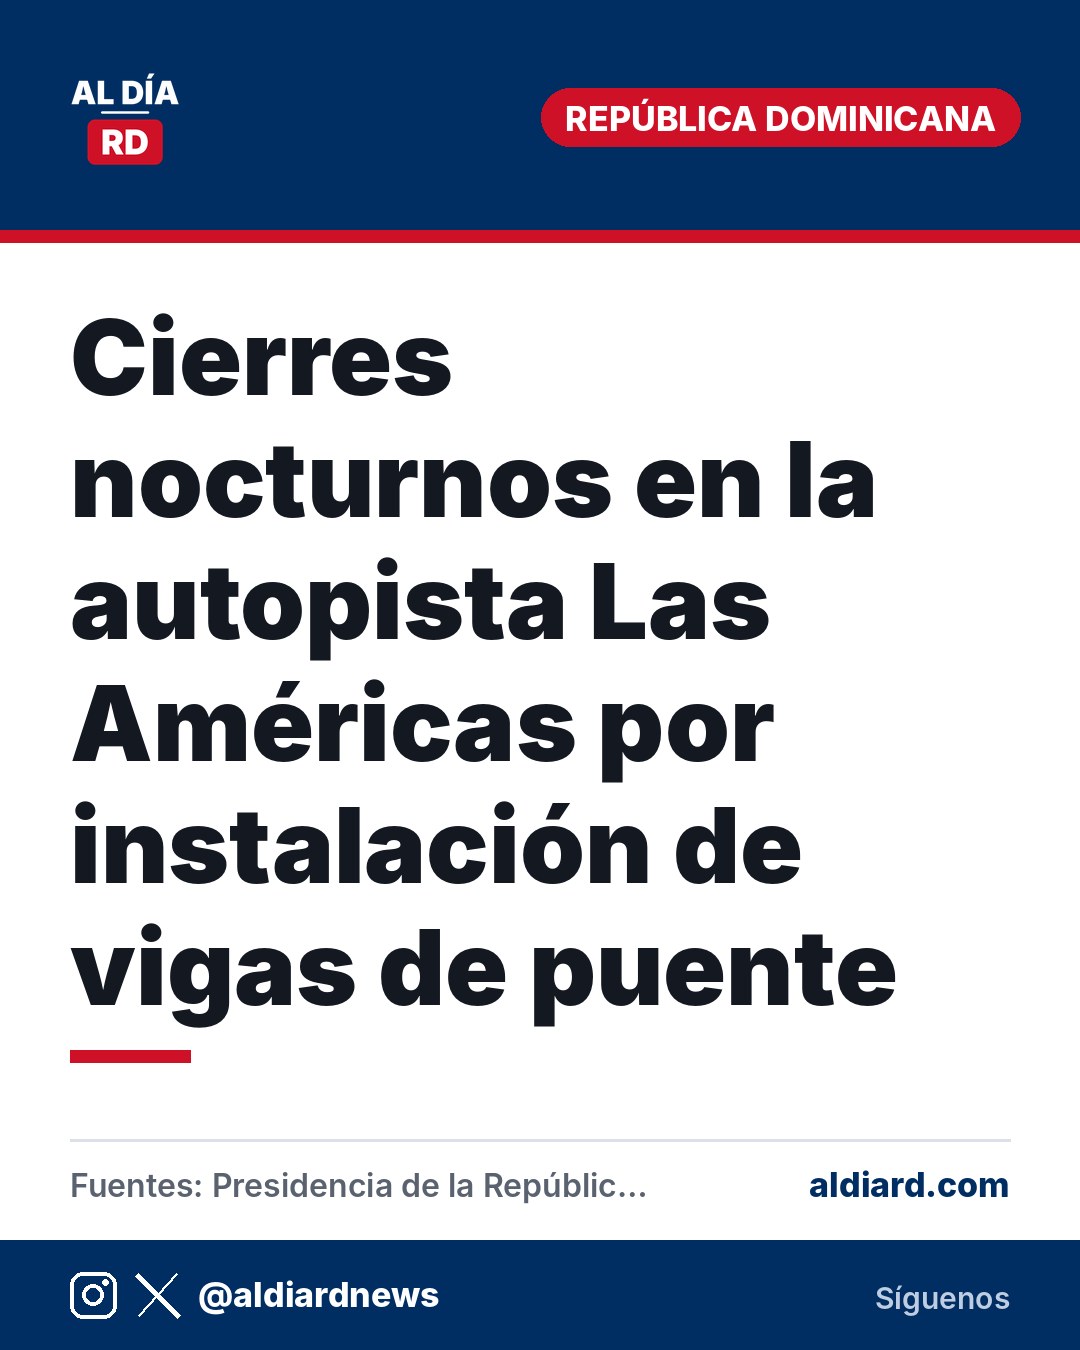 AL DÍA
RD
REPÚBLICA DOMINICANA
Cierres
nocturnos en la
autopista Las
Américas por
instalación de
vigas de puente
Fuentes: Presidencia de la Repúblic...
aldiard.com
@aldiardnews
Síguenos